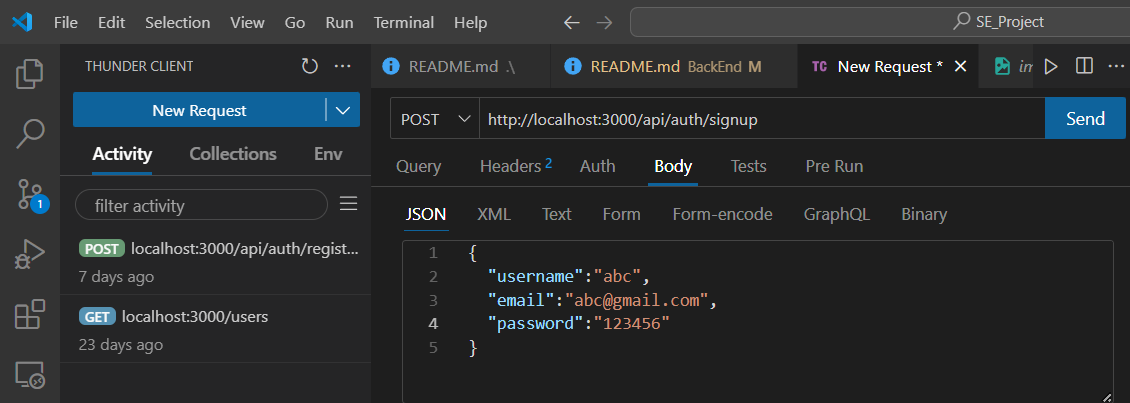 File Edit Selection View Go Run Terminal Help SE_Project
THUNDER CLIENT ...
New Request
Activity Collections Env
filter activity
POST localhost:3000/api/auth/regist...
7 days ago
GET localhost:3000/users
23 days ago
1
README.md .\ README.md BackEnd M TC New Request * im ...
POST http://localhost:3000/api/auth/signup Send
Query Headers 2 Auth Body Tests Pre Run
JSON XML Text Form Form-encode GraphQL Binary
1 {
2 "username":"abc",
3 "email":"abc@gmail.com",
4 "password":"123456"
5 }